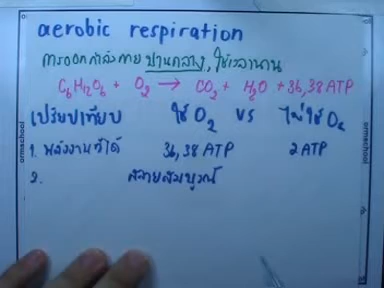 aerobic respiration
การออกกำลังกาย ปานกลาง, ใช้เวลานาน
C₆H₁₂O₆ + O₂ → CO₂ + H₂O + 36,38 ATP
เปรียบเทียบ ใช้ O₂ vs ไม่ใช้ O₂
1. พลังงานที่ได้ 36,38 ATP 2 ATP
2. สลายสมบูรณ์
ormschool
ormschool